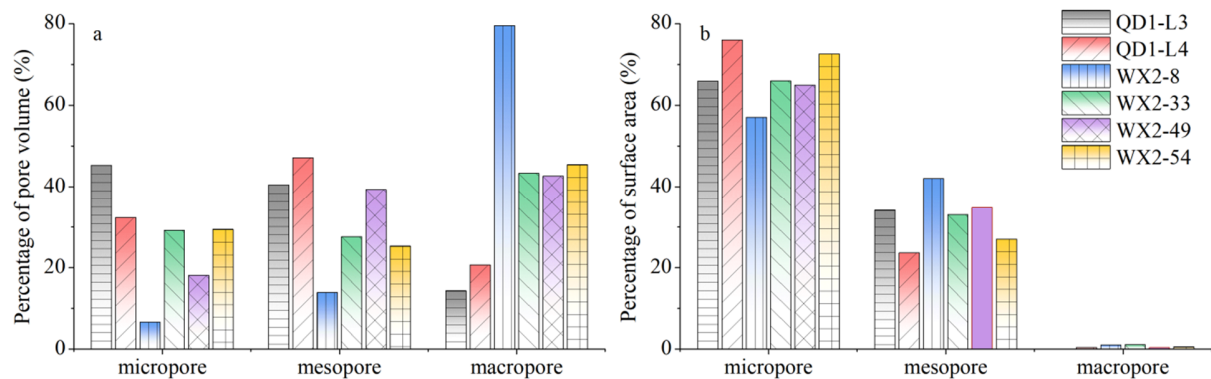 a
Percentage of pore volume (%)
80
60
40
20
0
micropore mesopore macropore
b
Percentage of surface area (%)
80
60
40
20
0
micropore mesopore macropore
QD1-L3
QD1-L4
WX2-8
WX2-33
WX2-49
WX2-54